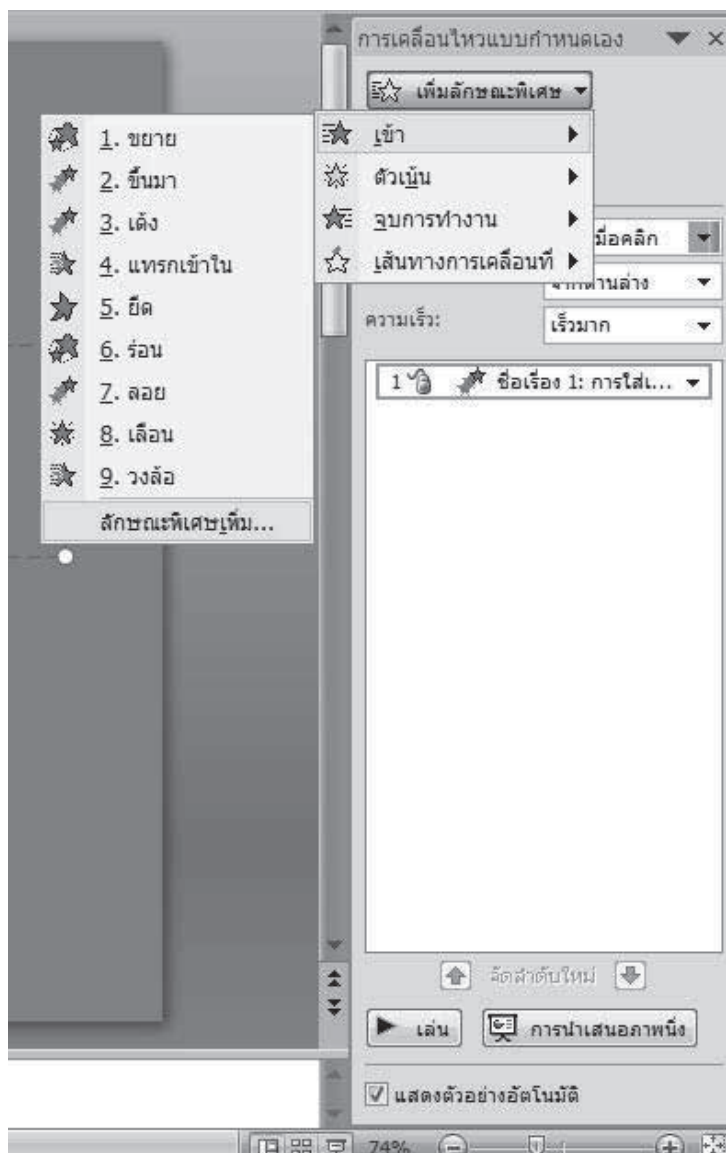 การเคลื่อนไหวแบบกำหนดเอง
เพิ่มลักษณะพิเศษ
เข้า
ตัวเน้น
จบการทำงาน
เส้นทางการเคลื่อนที่
1. ขยาย
2. ขึ้นมา
3. เด้ง
4. แทรกเข้าใน
5. ยืด
6. ร่อน
7. ลอย
8. เลือน
9. วงล้อ
ลักษณะพิเศษเพิ่ม...
มื่อคลิก
จากด้านล่าง
ความเร็ว: เร็วมาก
1 ชื่อเรื่อง 1: การใส่เ...
จัดลำดับใหม่
เล่น การนำเสนอภาพนิ่ง
แสดงตัวอย่างอัตโนมัติ
74%